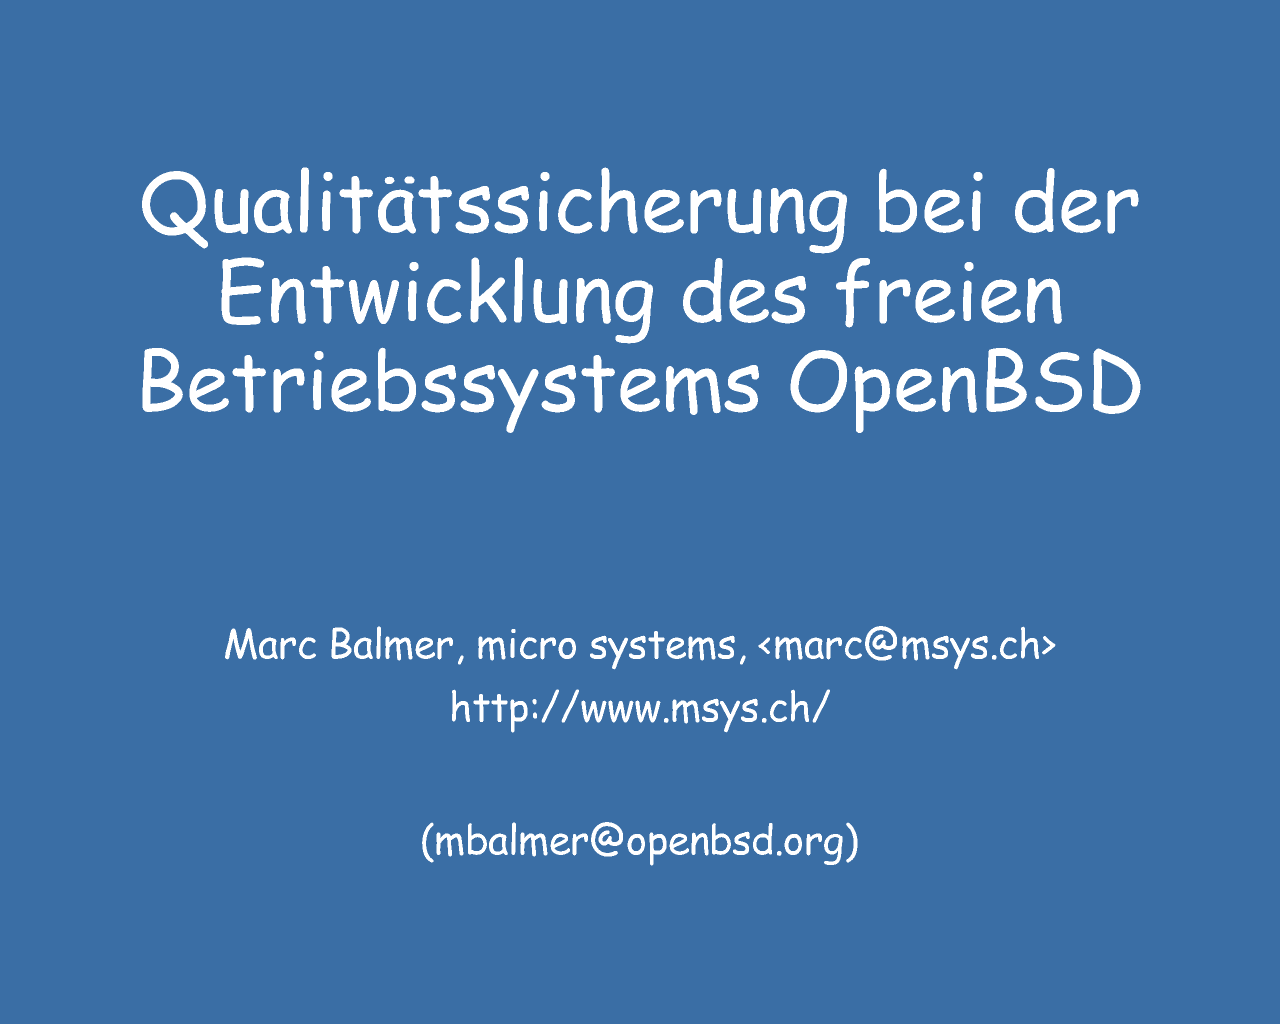 Qualitätssicherung bei der
Entwicklung des freien
Betriebssystems OpenBSD
Marc Balmer, micro systems, <marc@msys.ch>
http://www.msys.ch/
(mbalmer@openbsd.org)